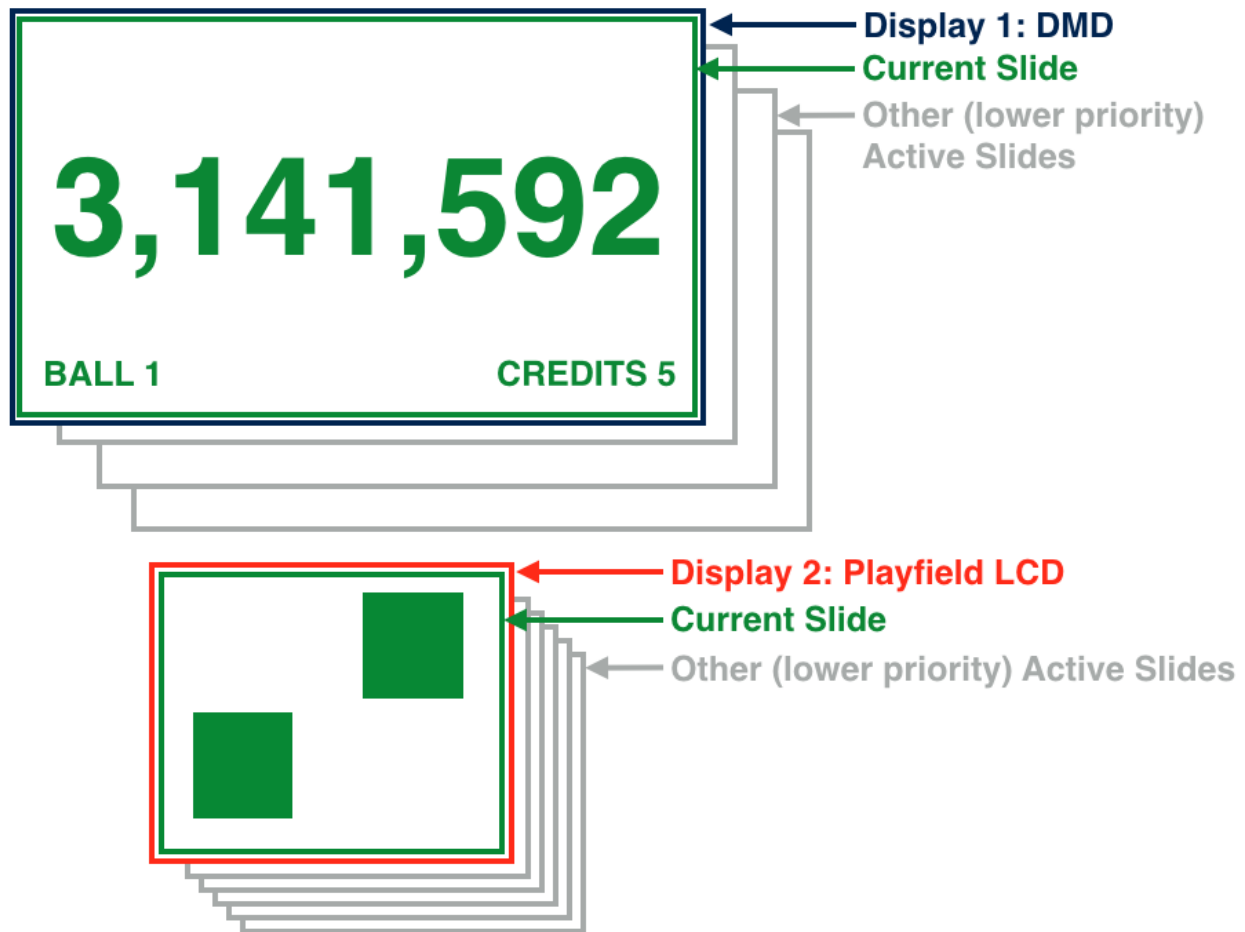 Display 1: DMD
Current Slide
Other (lower priority)
Active Slides
3,141,592
BALL 1
CREDITS 5
Display 2: Playfield LCD
Current Slide
Other (lower priority) Active Slides